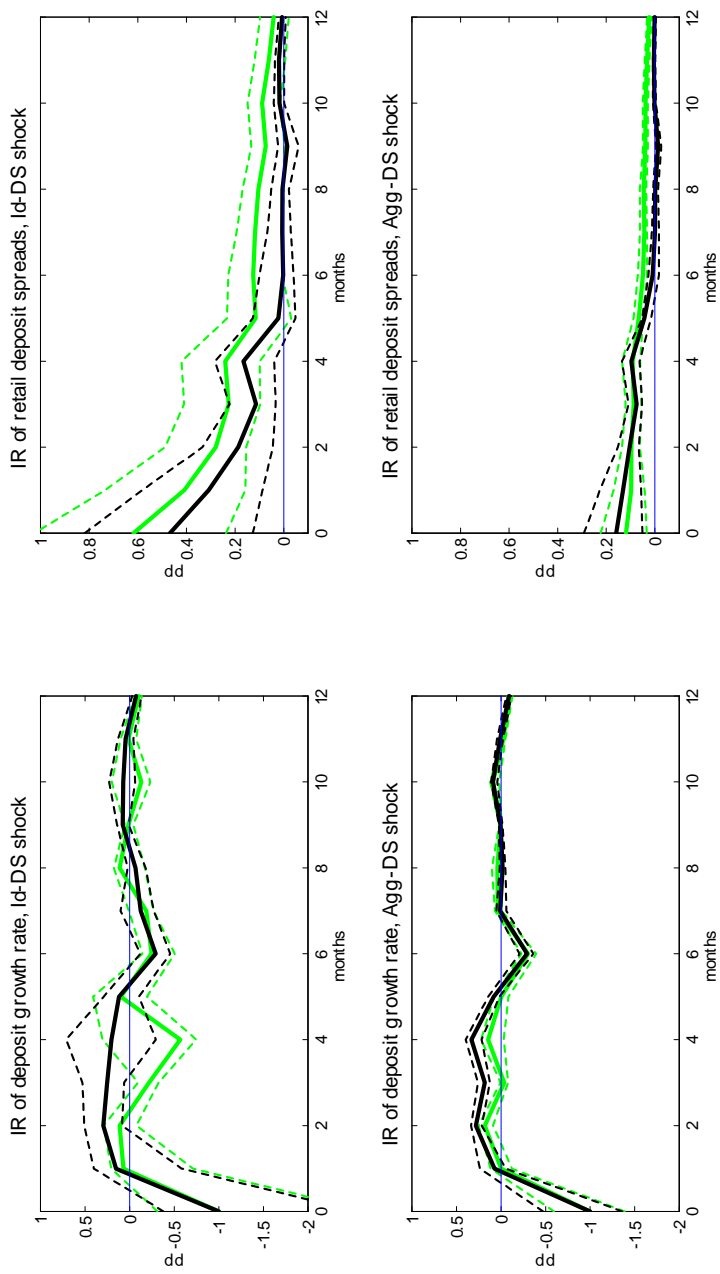 IR of deposit growth rate, Id-DS shock
1
0.5
0
-0.5
-1
-1.5
-2
pp
0 2 4 6 8 10 12
months
IR of retail deposit spreads, Id-DS shock
1
0.8
0.6
0.4
0.2
0
pp
0 2 4 6 8 10 12
months
IR of deposit growth rate, Agg-DS shock
1
0.5
0
-0.5
-1
-1.5
-2
pp
0 2 4 6 8 10 12
months
IR of retail deposit spreads, Agg-DS shock
1
0.8
0.6
0.4
0.2
0
pp
0 2 4 6 8 10 12
months